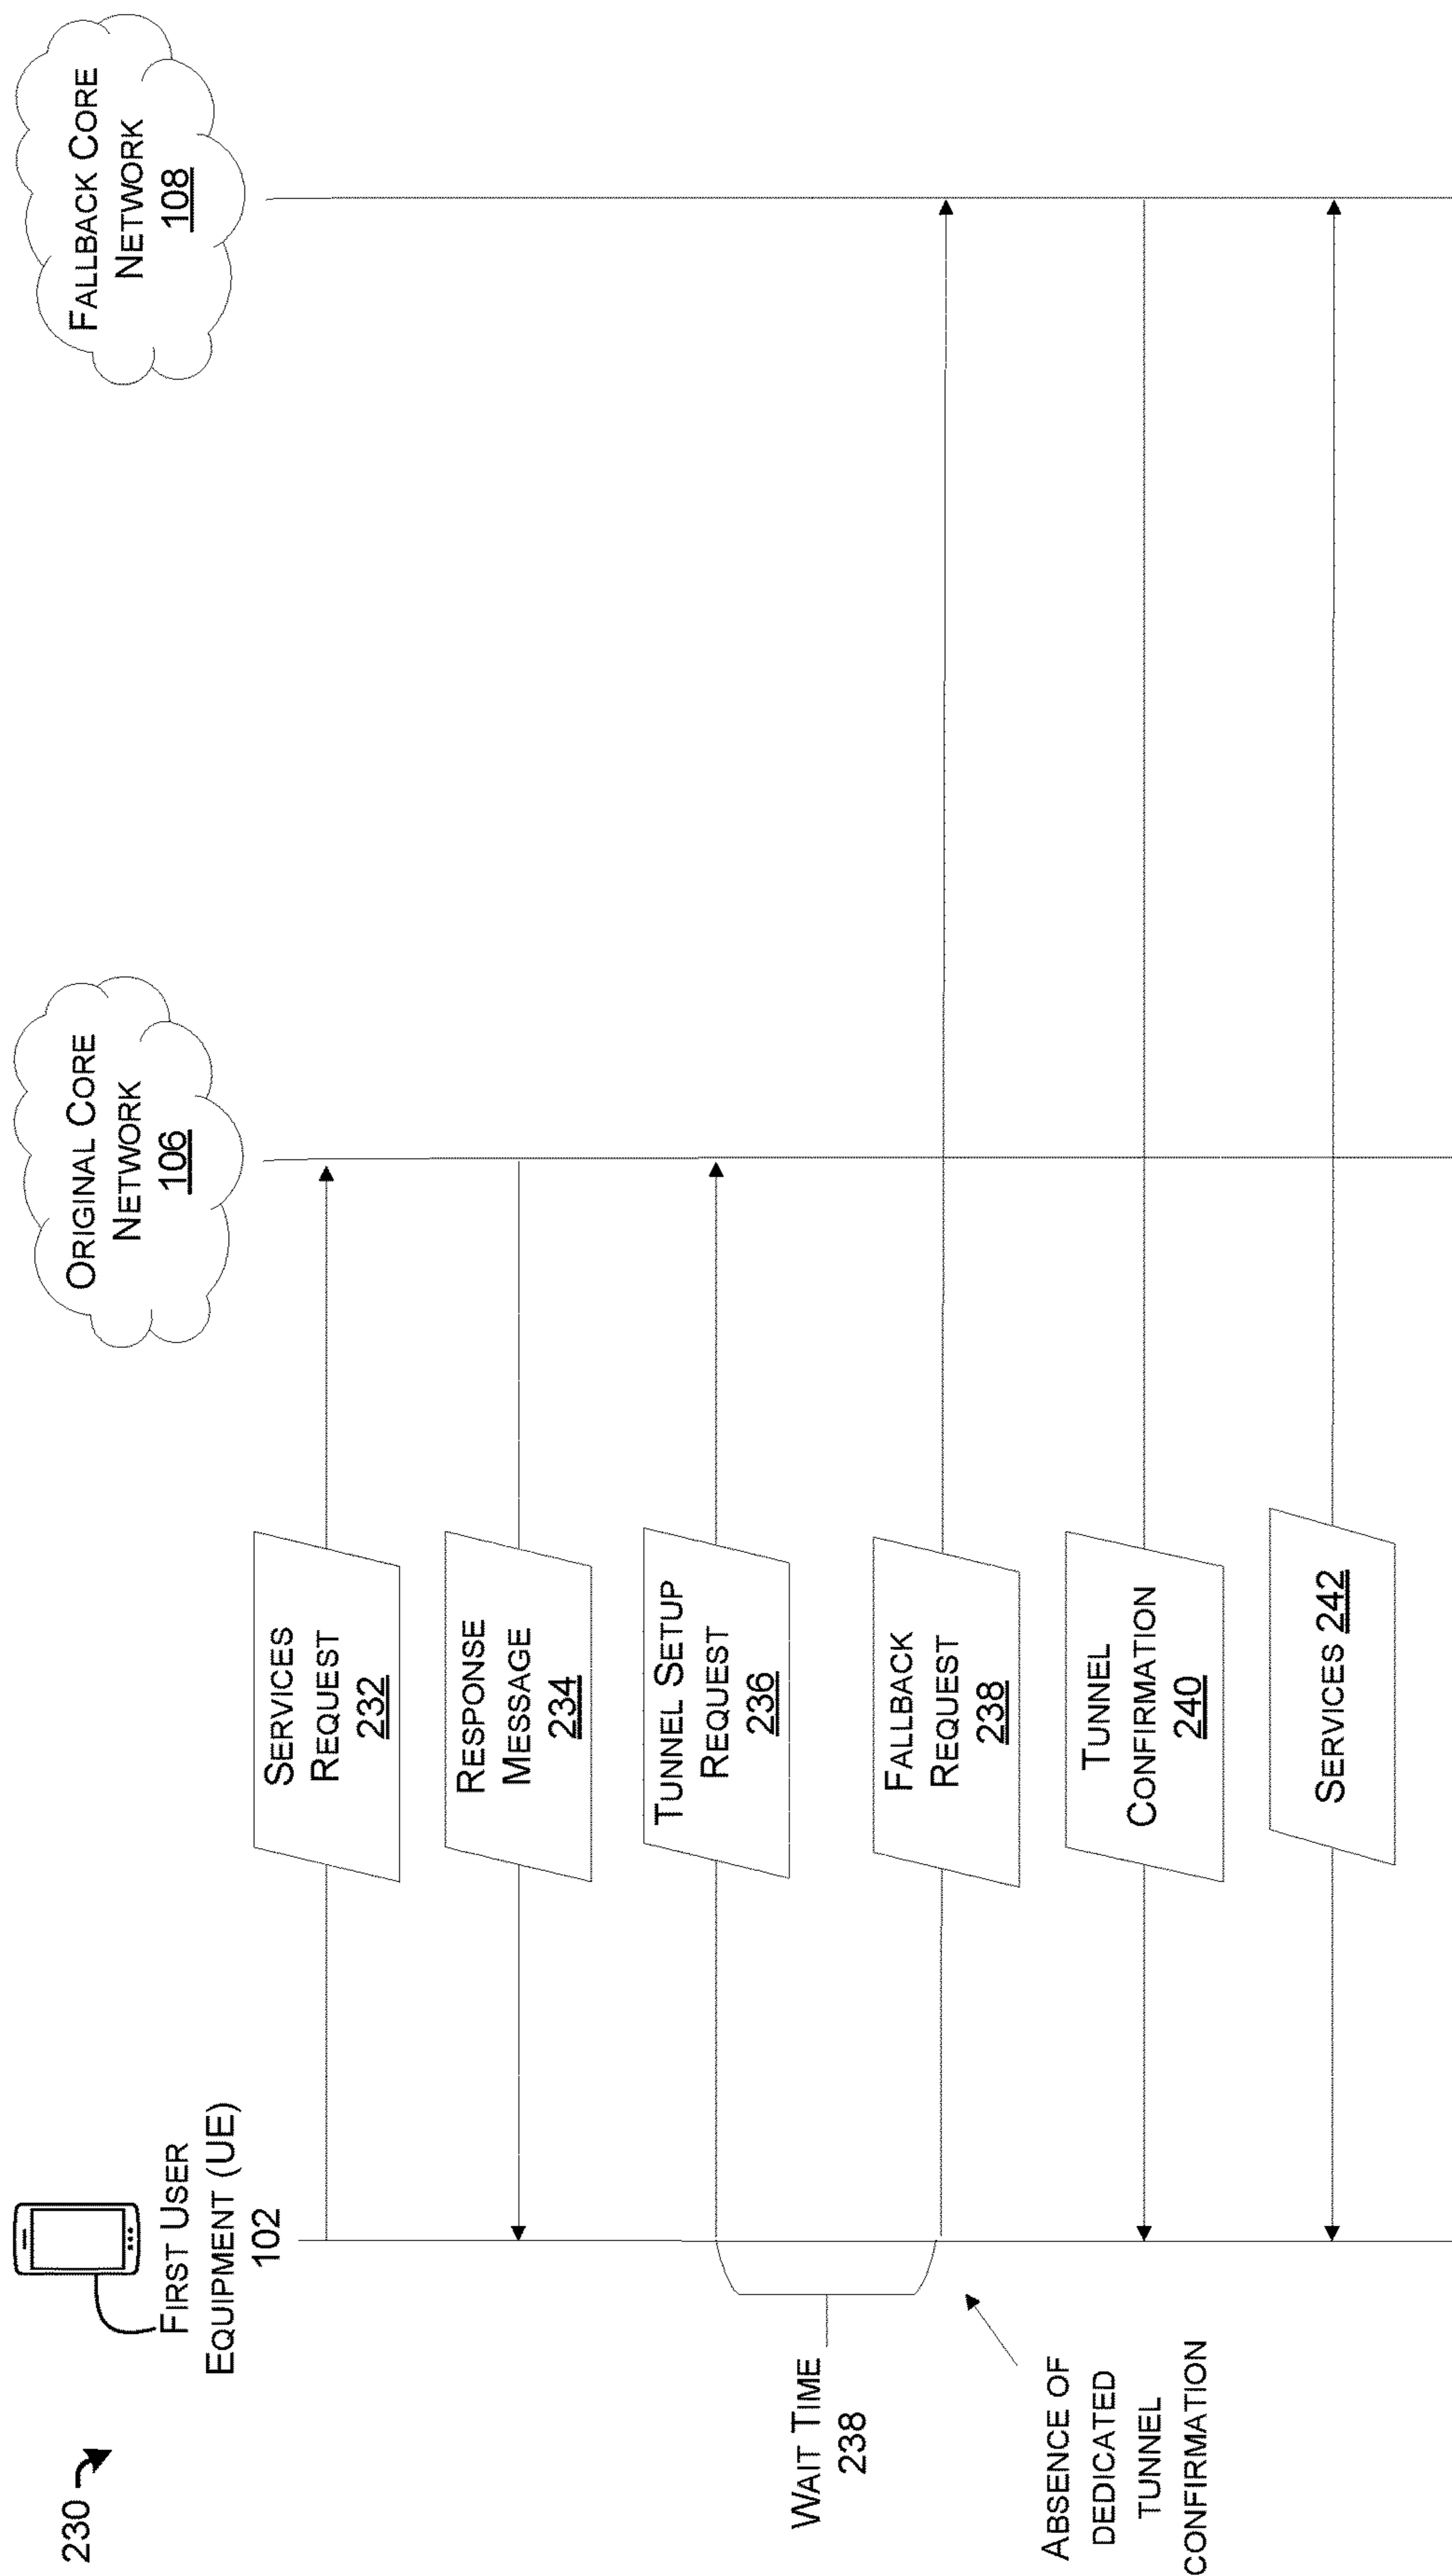 230
FIRST USER
EQUIPMENT (UE)
102
ORIGINAL CORE
NETWORK
106
FALLBACK CORE
NETWORK
108
SERVICES
REQUEST
232
RESPONSE
MESSAGE
234
TUNNEL SETUP
REQUEST
236
WAIT TIME
238
FALLBACK
REQUEST
238
ABSENCE OF
DEDICATED
TUNNEL
CONFIRMATION
TUNNEL
CONFIRMATION
240
SERVICES 242